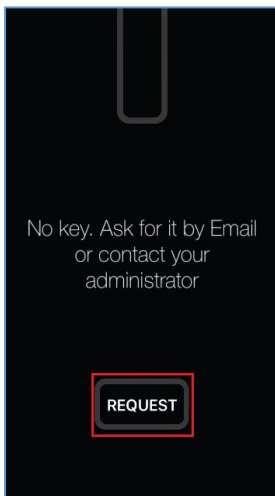 No key. Ask for it by Email
or contact your
administrator
REQUEST